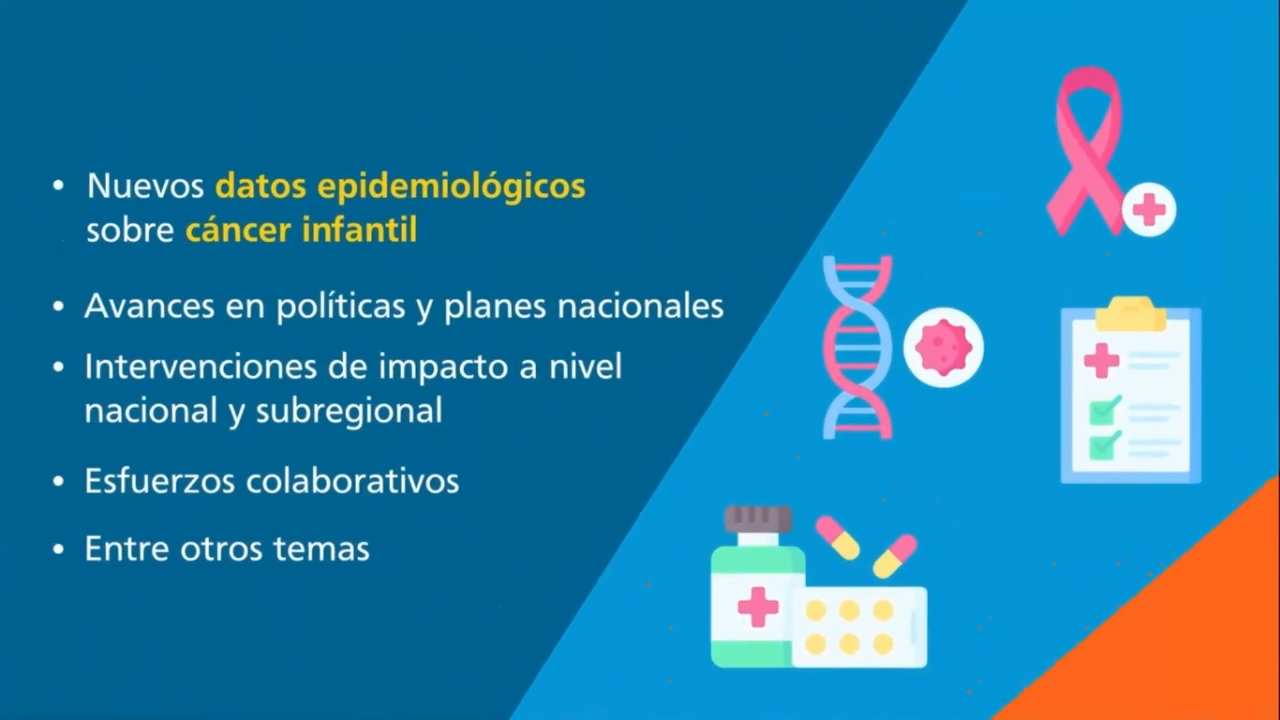 • Nuevos datos epidemiológicos
sobre cáncer infantil
• Avances en políticas y planes nacionales
• Intervenciones de impacto a nivel
nacional y subregional
• Esfuerzos colaborativos
• Entre otros temas